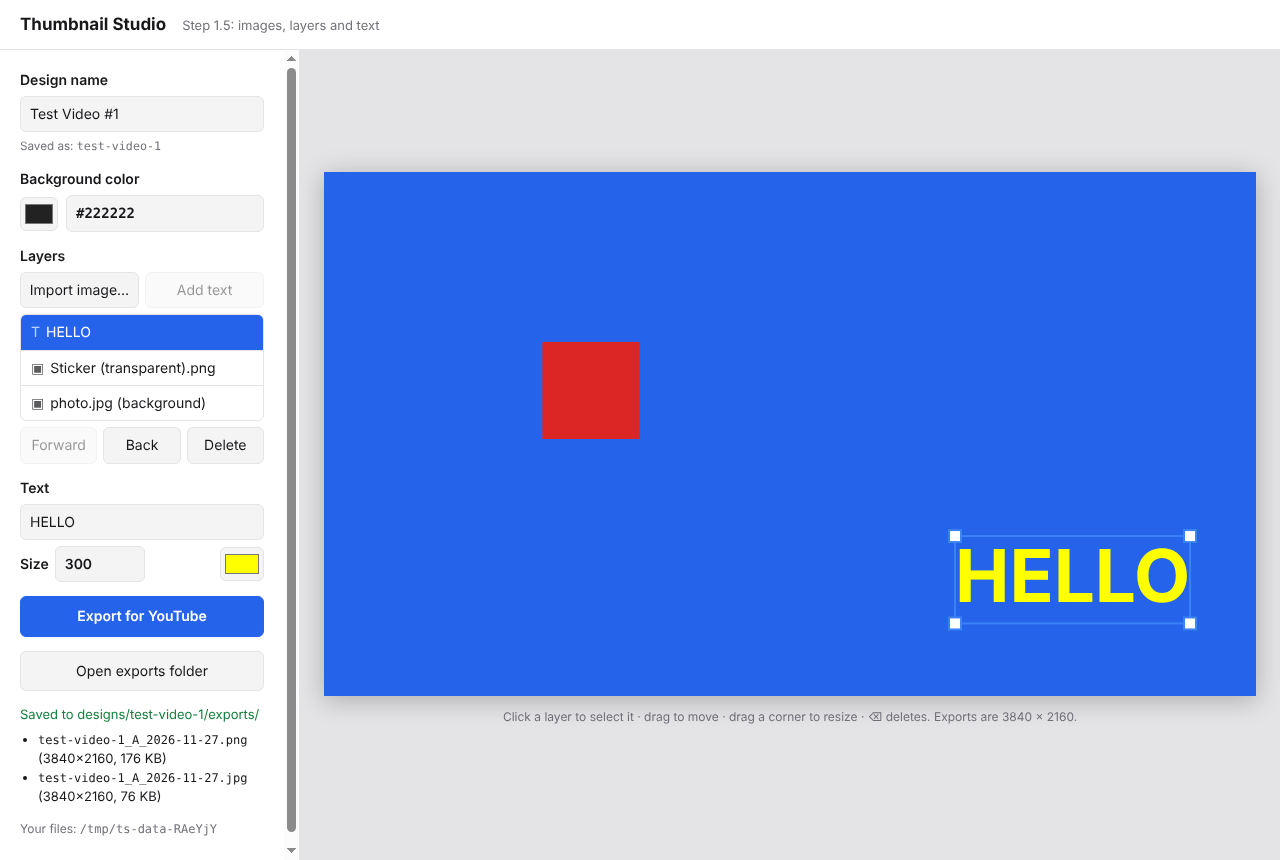 Thumbnail Studio Step 1.5: images, layers and text
Design name
Test Video #1
Saved as: test-video-1
Background color
#222222
Layers
Import image... Add text
T HELLO
Sticker (transparent).png
photo.jpg (background)
Forward Back Delete
Text
HELLO
Size 300
Export for YouTube
Open exports folder
Saved to designs/test-video-1/exports/
• test-video-1_A_2026-11-27.png
(3840×2160, 176 KB)
• test-video-1_A_2026-11-27.jpg
(3840×2160, 76 KB)
Your files: /tmp/ts-data-RAeYjY
HELLO
Click a layer to select it · drag to move · drag a corner to resize · ⌫ deletes. Exports are 3840 × 2160.